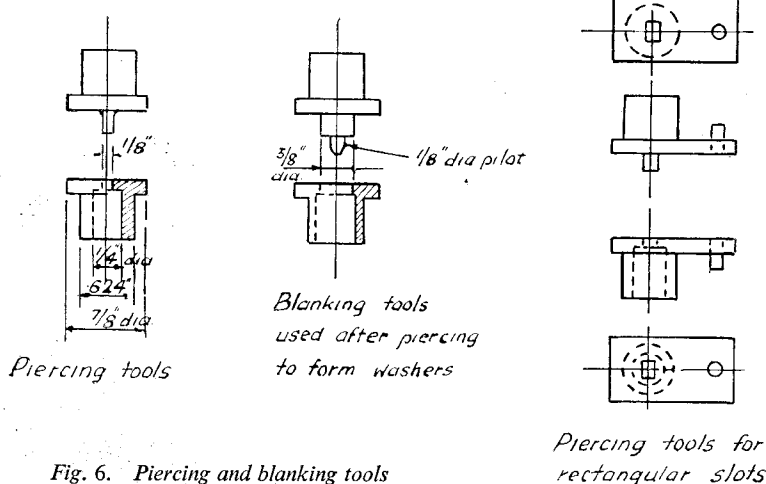 1/8"
1/4" dia
·624"
7/8" dia
Piercing tools
3/8"
dia.
1/8" dia pilot
Blanking tools
used after piercing
to form washers
Piercing tools for
rectangular slots
Fig. 6. Piercing and blanking tools